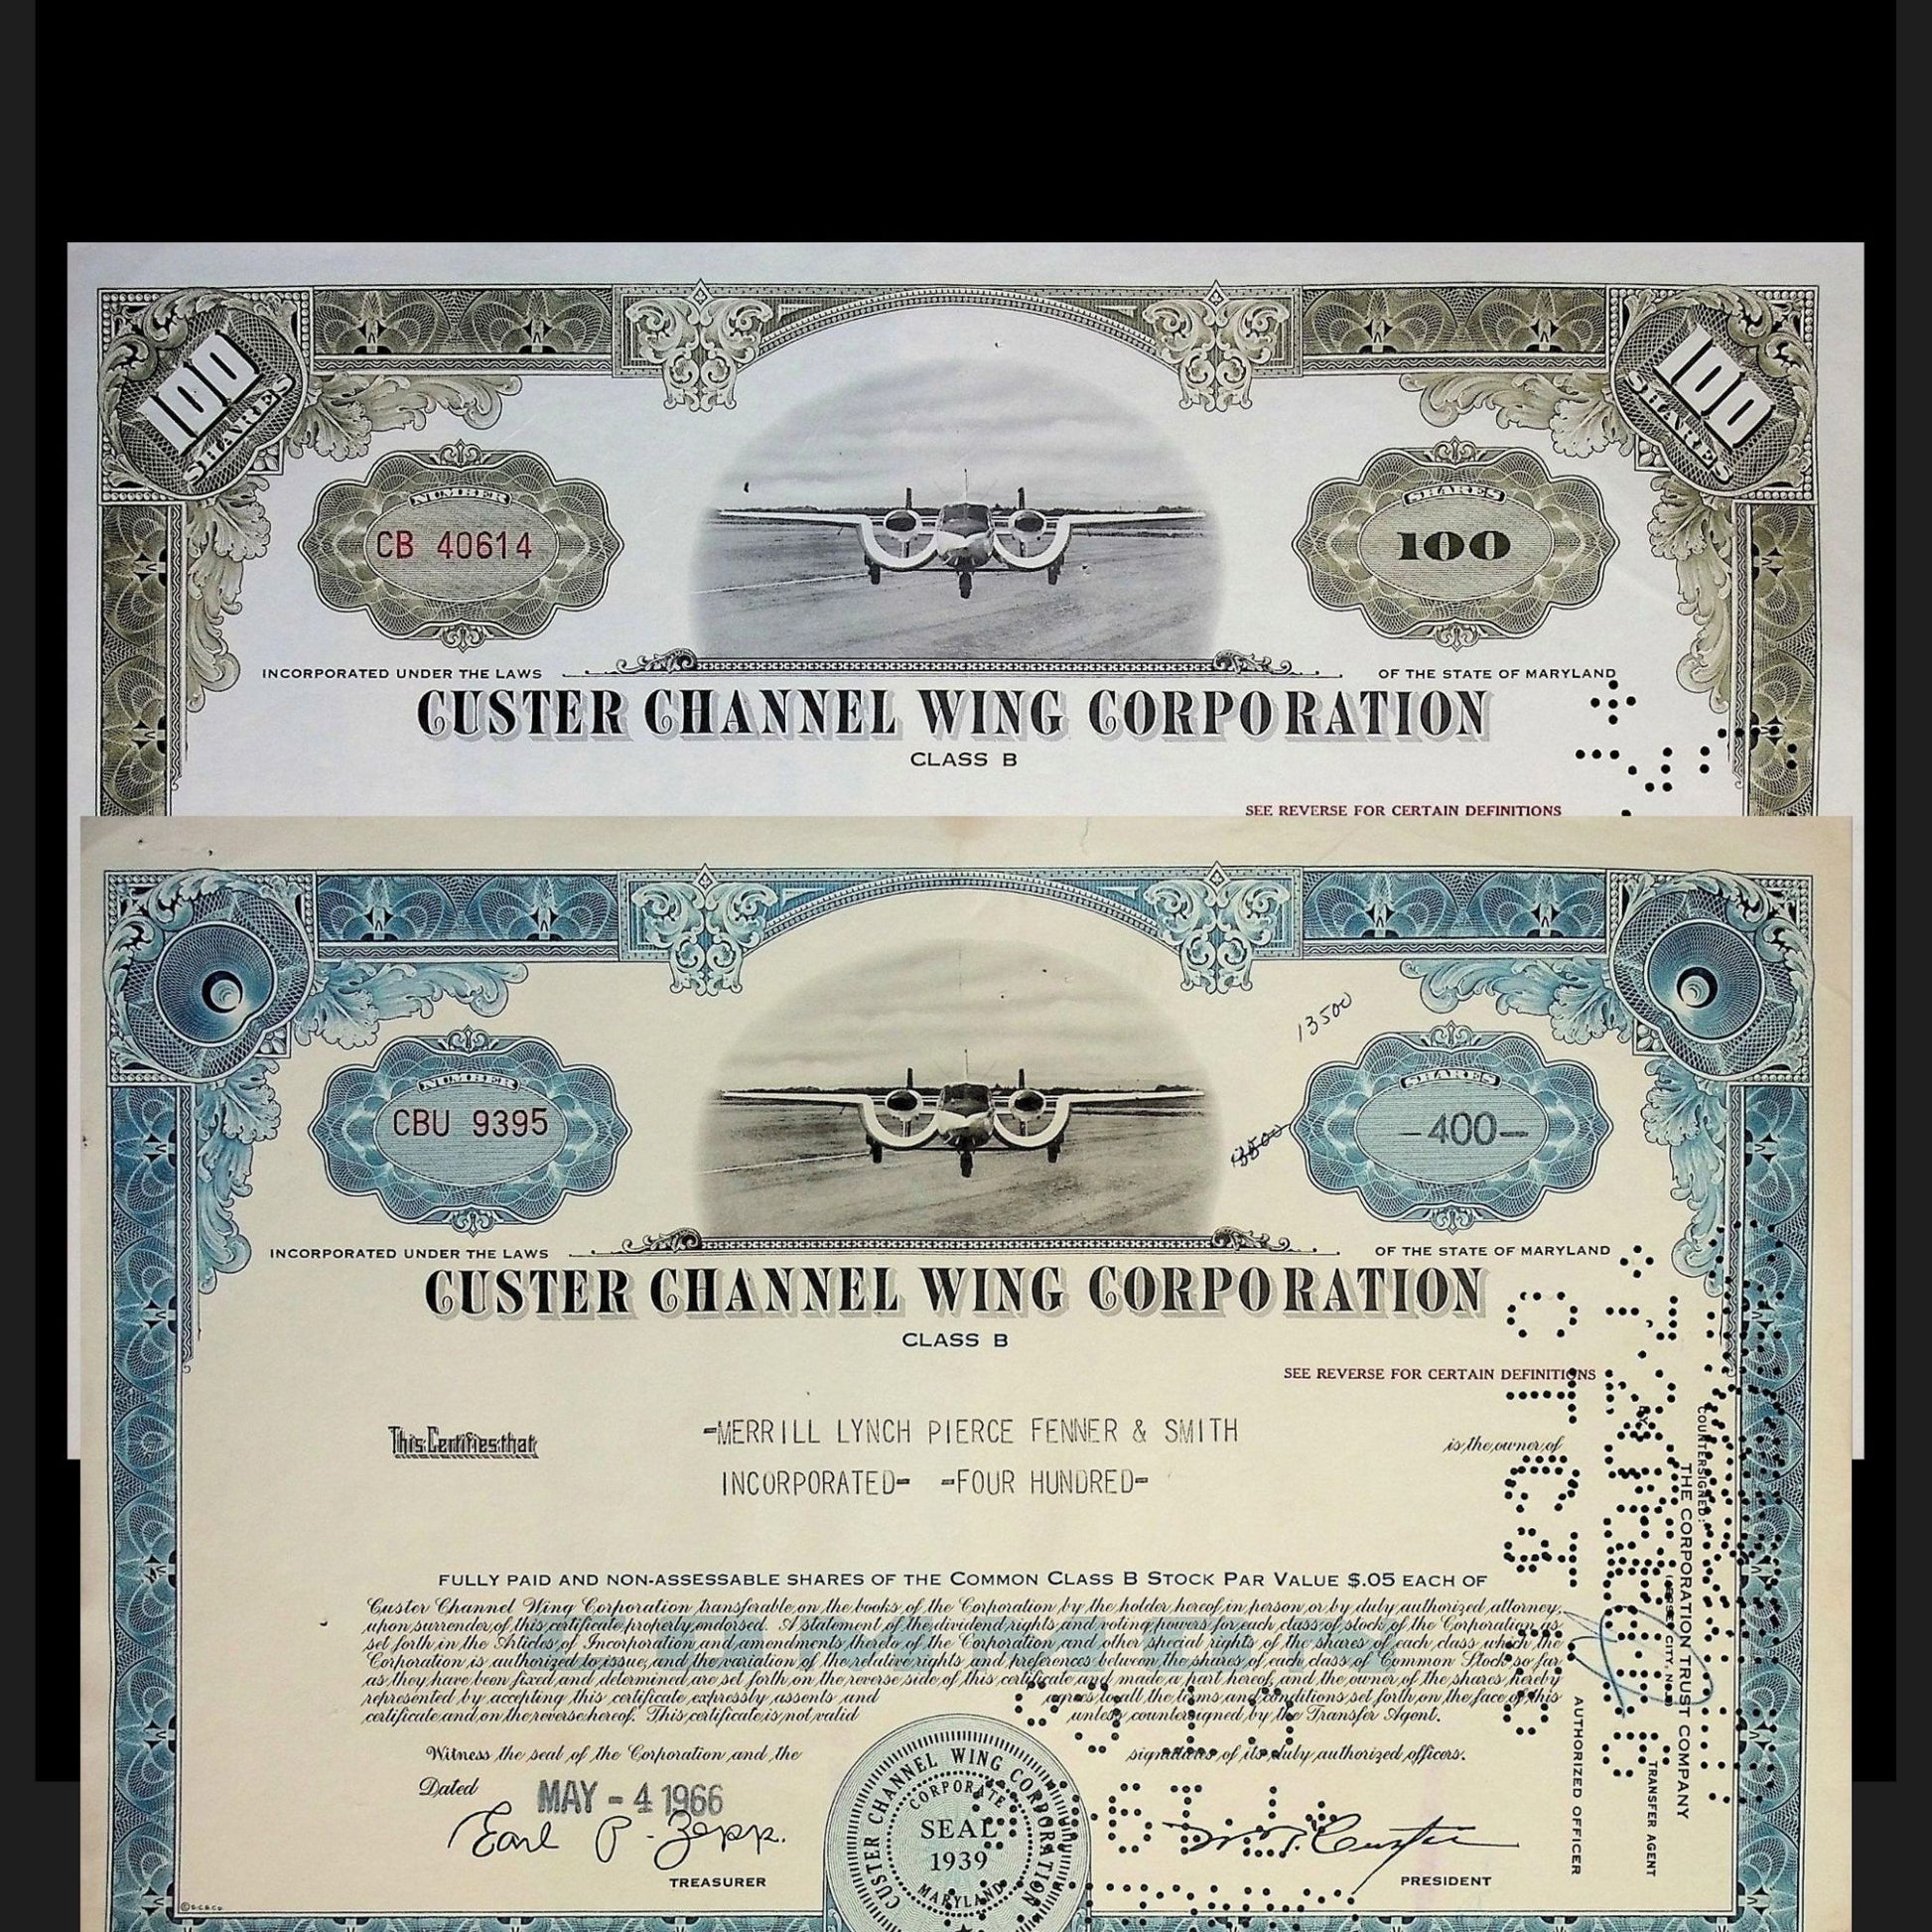 100 SHARES
100 SHARES
NUMBER
CB 40614
SHARES
100
INCORPORATED UNDER THE LAWS
OF THE STATE OF MARYLAND
CUSTER CHANNEL WING CORPORATION
CLASS B
SEE REVERSE FOR CERTAIN DEFINITIONS
13500
NUMBER
CBU 9395
SHARES
-400-
INCORPORATED UNDER THE LAWS
OF THE STATE OF MARYLAND
CUSTER CHANNEL WING CORPORATION
CLASS B
SEE REVERSE FOR CERTAIN DEFINITIONS
This Certifies that
-MERRILL LYNCH PIERCE FENNER & SMITH
is the owner of
INCORPORATED- -FOUR HUNDRED-
FULLY PAID AND NON-ASSESSABLE SHARES OF THE COMMON CLASS B STOCK PAR VALUE $.05 EACH OF
Custer Channel Wing Corporation transferable on the books of the Corporation by the holder hereof in person or by duly authorized attorney,
upon surrender of this certificate properly endorsed. A statement of the dividend rights and voting powers for each class of stock of the Corporation as
set forth in the Articles of Incorporation and amendments thereto of the Corporation and other special rights of the shares of each class which the
Corporation is authorized to issue, and the variation of the relative rights and preferences between the shares of each class of Common Stock so far
as they have been fixed and determined are set forth on the reverse side of this certificate and made a part hereof, and the owner of the shares hereby
represented by accepting this certificate expressly assents and agrees to all the terms and conditions set forth on the face of this
certificate and on the reverse hereof. This certificate is not valid unless countersigned by the Transfer Agent.
Witness the seal of the Corporation and the signatures of its duly authorized officers.
Dated MAY - 4 1966
Earl P. Zepp.
TREASURER
CUSTER CHANNEL WING CORPORATION
CORPORATE
SEAL
1939
MARYLAND
PRESIDENT
COUNTERSIGNED:
THE CORPORATION TRUST COMPANY
TRANSFER AGENT
AUTHORIZED OFFICER